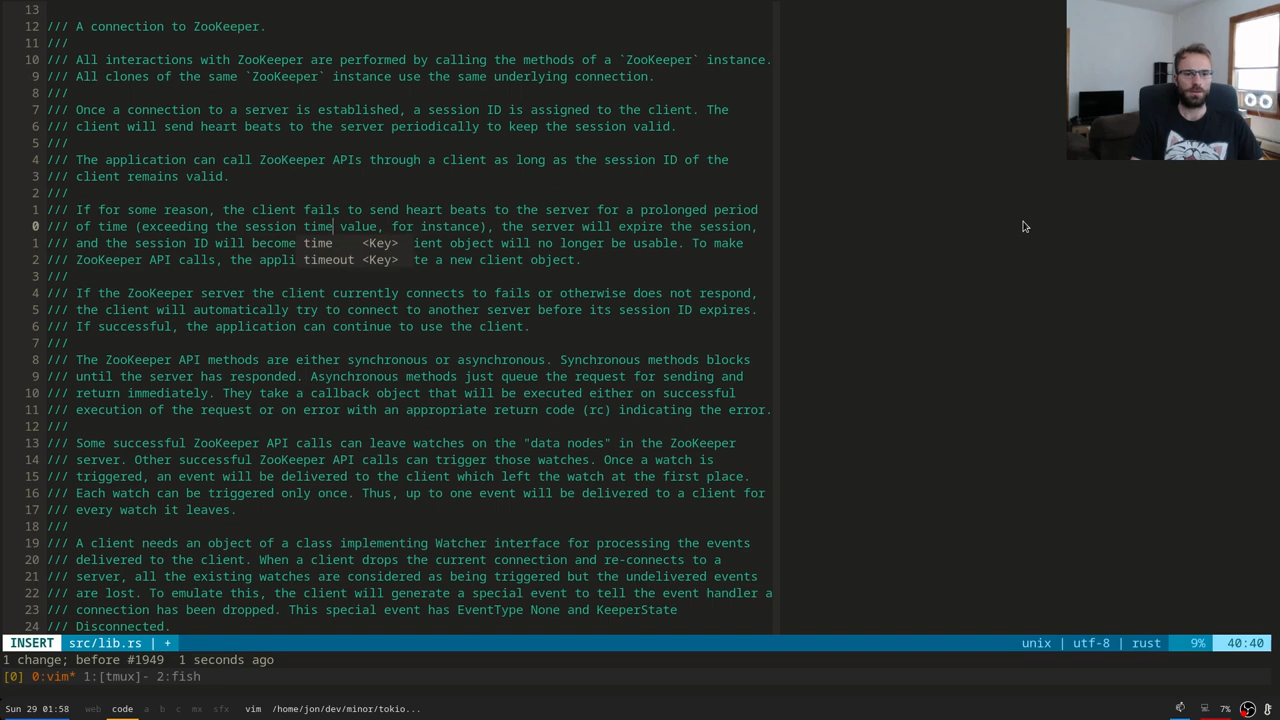 13
12 /// A connection to ZooKeeper.
11 ///
10 /// All interactions with ZooKeeper are performed by calling the methods of a `ZooKeeper` instance.
9 /// All clones of the same `ZooKeeper` instance use the same underlying connection.
8 ///
7 /// Once a connection to a server is established, a session ID is assigned to the client. The
6 /// client will send heart beats to the server periodically to keep the session valid.
5 ///
4 /// The application can call ZooKeeper APIs through a client as long as the session ID of the
3 /// client remains valid.
2 ///
1 /// If for some reason, the client fails to send heart beats to the server for a prolonged period
0 /// of time (exceeding the session time value, for instance), the server will expire the session,
1 /// and the session ID will become time <Key> ient object will no longer be usable. To make
2 /// ZooKeeper API calls, the appli timeout <Key> te a new client object.
3 ///
4 /// If the ZooKeeper server the client currently connects to fails or otherwise does not respond,
5 /// the client will automatically try to connect to another server before its session ID expires.
6 /// If successful, the application can continue to use the client.
7 ///
8 /// The ZooKeeper API methods are either synchronous or asynchronous. Synchronous methods blocks
9 /// until the server has responded. Asynchronous methods just queue the request for sending and
10 /// return immediately. They take a callback object that will be executed either on successful
11 /// execution of the request or on error with an appropriate return code (rc) indicating the error.
12 ///
13 /// Some successful ZooKeeper API calls can leave watches on the "data nodes" in the ZooKeeper
14 /// server. Other successful ZooKeeper API calls can trigger those watches. Once a watch is
15 /// triggered, an event will be delivered to the client which left the watch at the first place.
16 /// Each watch can be triggered only once. Thus, up to one event will be delivered to a client for
17 /// every watch it leaves.
18 ///
19 /// A client needs an object of a class implementing Watcher interface for processing the events
20 /// delivered to the client. When a client drops the current connection and re-connects to a
21 /// server, all the existing watches are considered as being triggered but the undelivered events
22 /// are lost. To emulate this, the client will generate a special event to tell the event handler a
23 /// connection has been dropped. This special event has EventType None and KeeperState
24 /// Disconnected.
INSERT src/lib.rs | + unix | utf-8 | rust 9% 40:40
1 change; before #1949 1 seconds ago
[0] 0:vim* 1:[tmux]- 2:fish
Sun 29 01:58 web code a b c mx sfx vim /home/jon/dev/minor/tokio... 7%